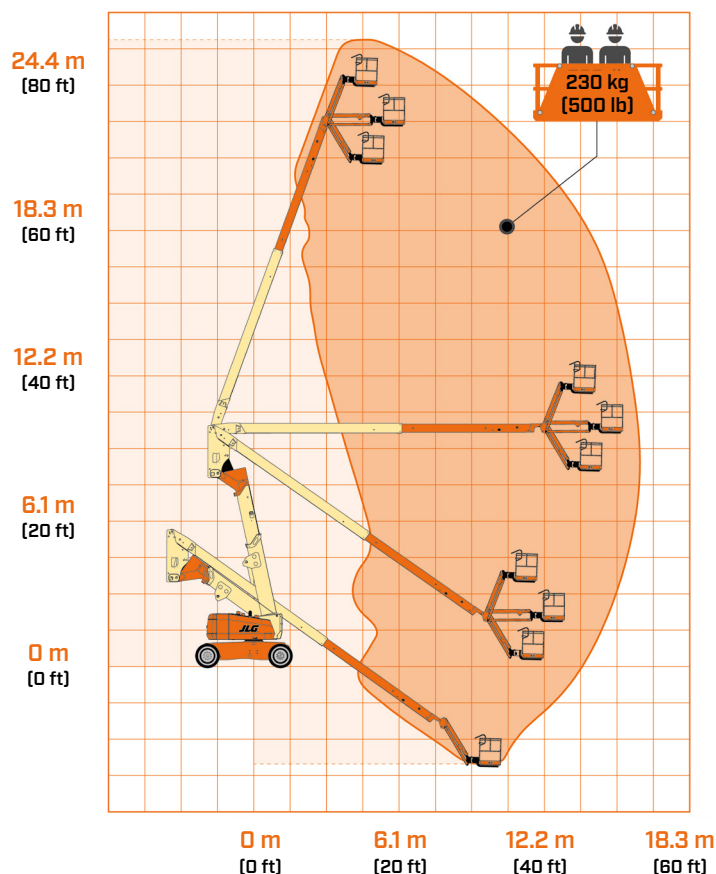 24.4 m
(80 ft)
230 kg
(500 lb)
18.3 m
(60 ft)
12.2 m
(40 ft)
6.1 m
(20 ft)
JLG
0 m
(0 ft)
0 m
(0 ft)
6.1 m
(20 ft)
12.2 m
(40 ft)
18.3 m
(60 ft)